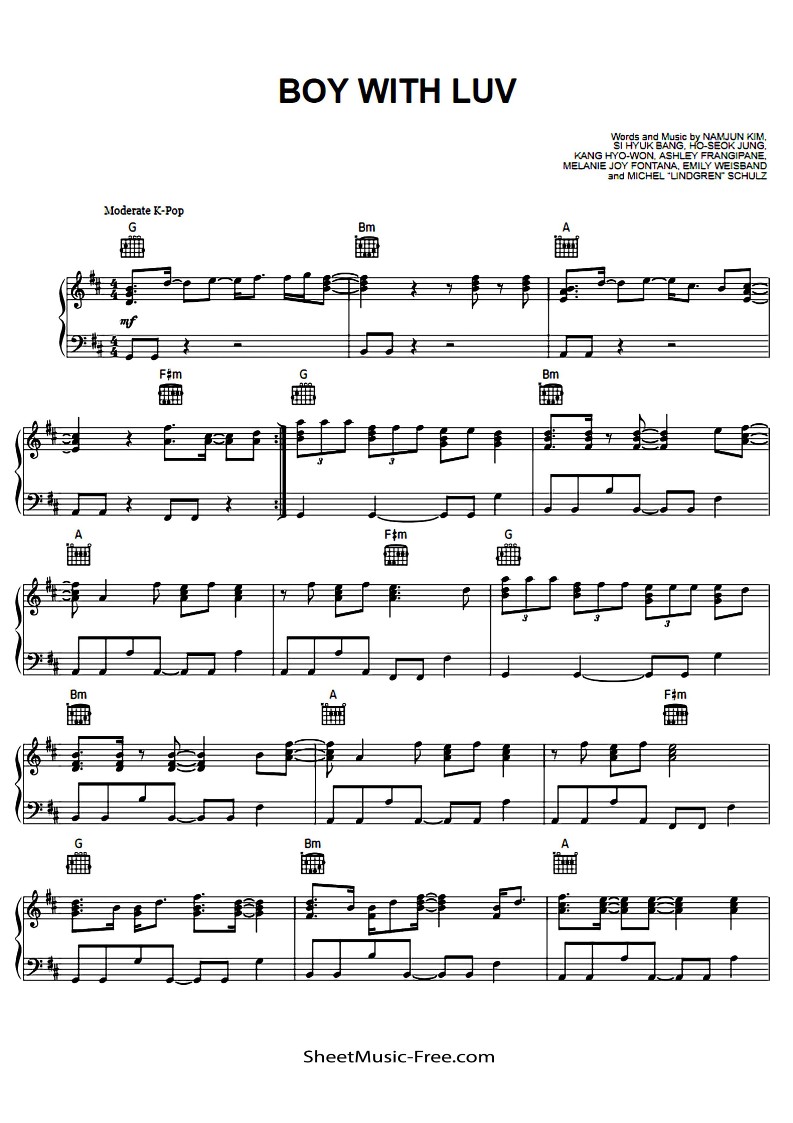 BOY WITH LUV
Words and Music by NAMJUN KIM,
SI HYUK BANG, HO-SEOK JUNG,
KANG HYO-WON, ASHLEY FRANGIPANE,
MELANIE JOY FONTANA, EMILY WEISBAND
and MICHEL “LINDGREN” SCHULZ
Moderate K-Pop
G Bm A
mf
F♯m G Bm
3 3
A F♯m G
3 3 3
Bm A F♯m
G Bm A
SheetMusic-Free.com